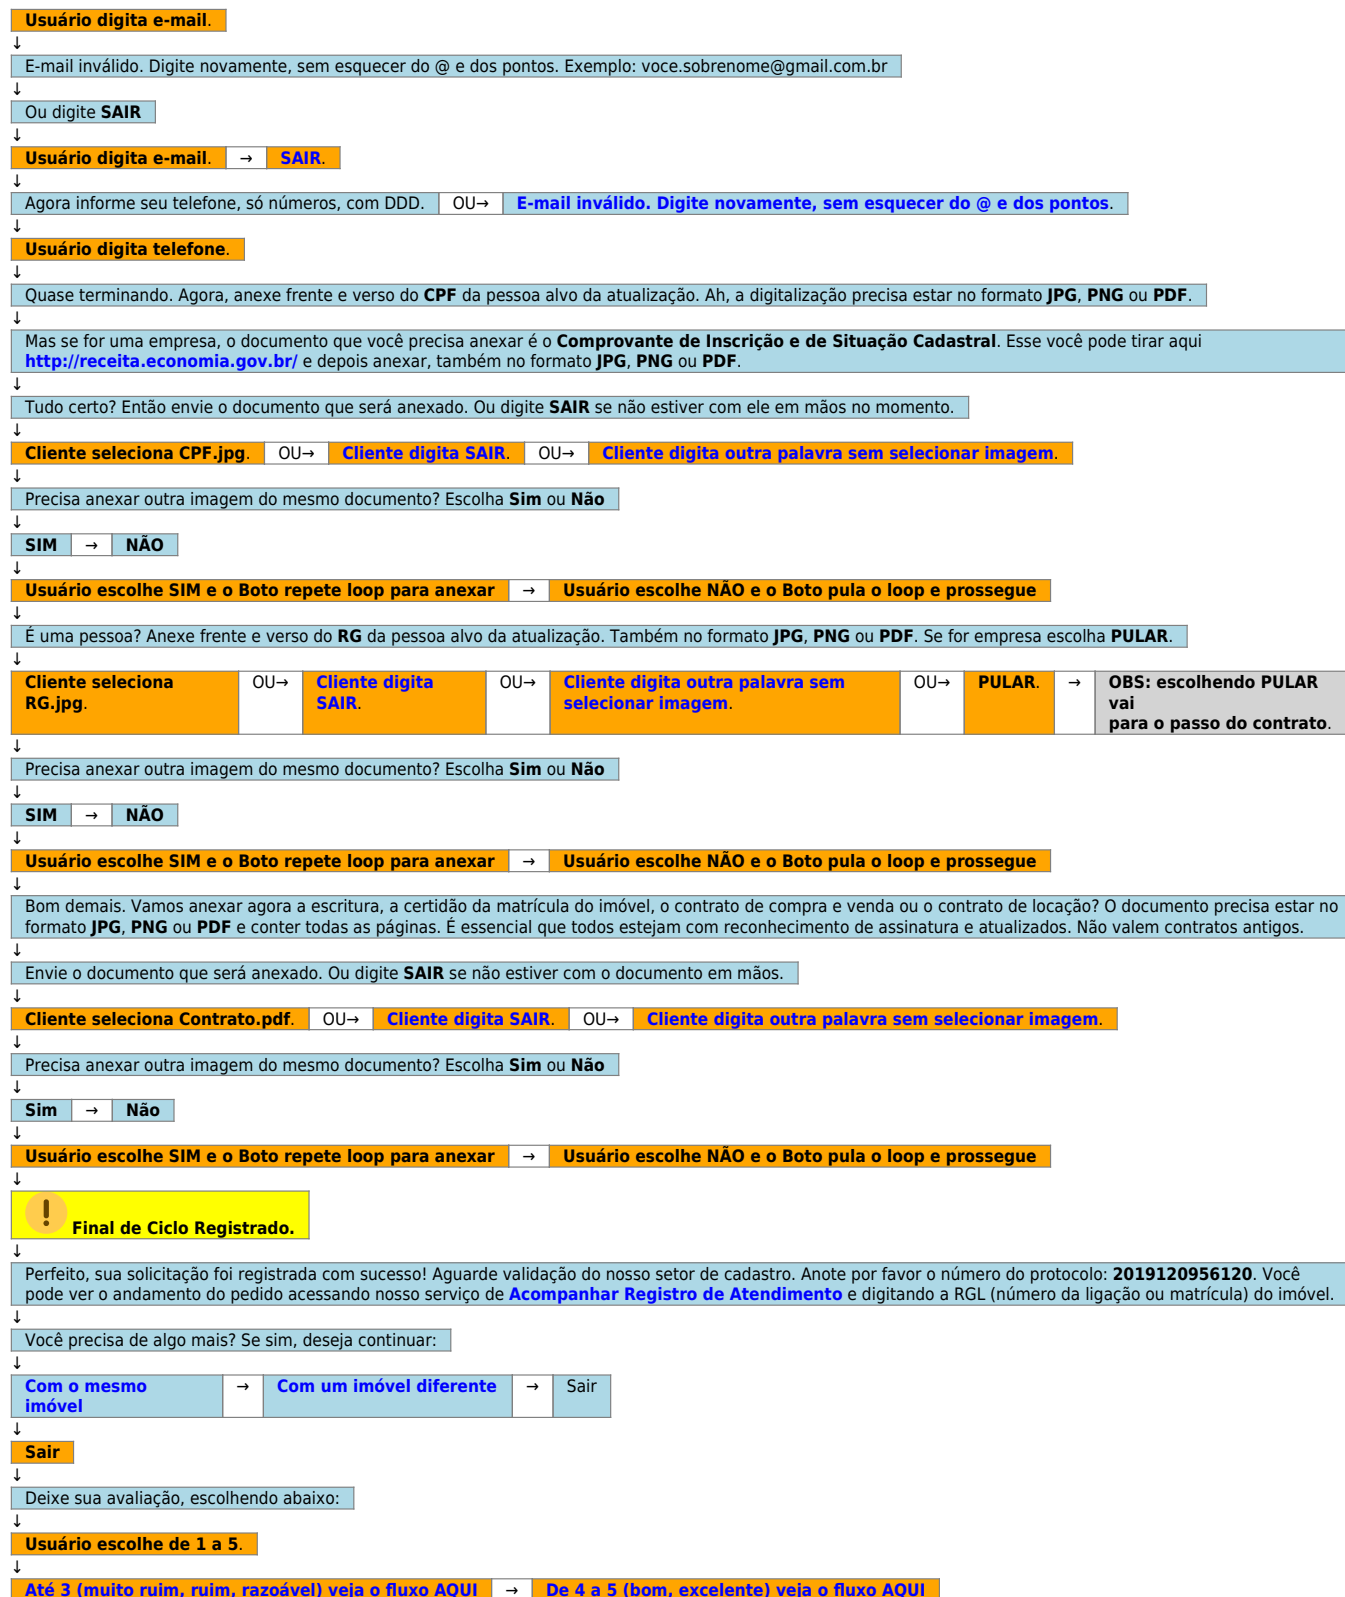 Usuário digita e-mail.
↓
E-mail inválido. Digite novamente, sem esquecer do @ e dos pontos. Exemplo: voce.sobrenome@gmail.com.br
↓
Ou digite SAIR
↓
Usuário digita e-mail. → SAIR.
↓
Agora informe seu telefone, só números, com DDD. OU→ E-mail inválido. Digite novamente, sem esquecer do @ e dos pontos.
↓
Usuário digita telefone.
↓
Quase terminando. Agora, anexe frente e verso do CPF da pessoa alvo da atualização. Ah, a digitalização precisa estar no formato JPG, PNG ou PDF.
↓
Mas se for uma empresa, o documento que você precisa anexar é o Comprovante de Inscrição e de Situação Cadastral. Esse você pode tirar aqui
http://receita.economia.gov.br/ e depois anexar, também no formato JPG, PNG ou PDF.
↓
Tudo certo? Então envie o documento que será anexado. Ou digite SAIR se não estiver com ele em mãos no momento.
↓
Cliente seleciona CPF.jpg. OU→ Cliente digita SAIR. OU→ Cliente digita outra palavra sem selecionar imagem.
↓
Precisa anexar outra imagem do mesmo documento? Escolha Sim ou Não
↓
SIM → NÃO
↓
Usuário escolhe SIM e o Boto repete loop para anexar → Usuário escolhe NÃO e o Boto pula o loop e prossegue
↓
É uma pessoa? Anexe frente e verso do RG da pessoa alvo da atualização. Também no formato JPG, PNG ou PDF. Se for empresa escolha PULAR.
↓
Cliente seleciona
RG.jpg. OU→ Cliente digita
SAIR. OU→ Cliente digita outra palavra sem
selecionar imagem. OU→ PULAR. → OBS: escolhendo PULAR
vai
para o passo do contrato.
↓
Precisa anexar outra imagem do mesmo documento? Escolha Sim ou Não
↓
SIM → NÃO
↓
Usuário escolhe SIM e o Boto repete loop para anexar → Usuário escolhe NÃO e o Boto pula o loop e prossegue
↓
Bom demais. Vamos anexar agora a escritura, a certidão da matrícula do imóvel, o contrato de compra e venda ou o contrato de locação? O documento precisa estar no
formato JPG, PNG ou PDF e conter todas as páginas. É essencial que todos estejam com reconhecimento de assinatura e atualizados. Não valem contratos antigos.
↓
Envie o documento que será anexado. Ou digite SAIR se não estiver com o documento em mãos.
↓
Cliente seleciona Contrato.pdf. OU→ Cliente digita SAIR. OU→ Cliente digita outra palavra sem selecionar imagem.
↓
Precisa anexar outra imagem do mesmo documento? Escolha Sim ou Não
↓
Sim → Não
↓
Usuário escolhe SIM e o Boto repete loop para anexar → Usuário escolhe NÃO e o Boto pula o loop e prossegue
↓
! Final de Ciclo Registrado.
↓
Perfeito, sua solicitação foi registrada com sucesso! Aguarde validação do nosso setor de cadastro. Anote por favor o número do protocolo: 2019120956120. Você
pode ver o andamento do pedido acessando nosso serviço de Acompanhar Registro de Atendimento e digitando a RGL (número da ligação ou matrícula) do imóvel.
↓
Você precisa de algo mais? Se sim, deseja continuar:
↓
Com o mesmo
imóvel → Com um imóvel diferente → Sair
↓
Sair
↓
Deixe sua avaliação, escolhendo abaixo:
↓
Usuário escolhe de 1 a 5.
↓
Até 3 (muito ruim, ruim, razoável) veja o fluxo AQUI → De 4 a 5 (bom, excelente) veja o fluxo AQUI